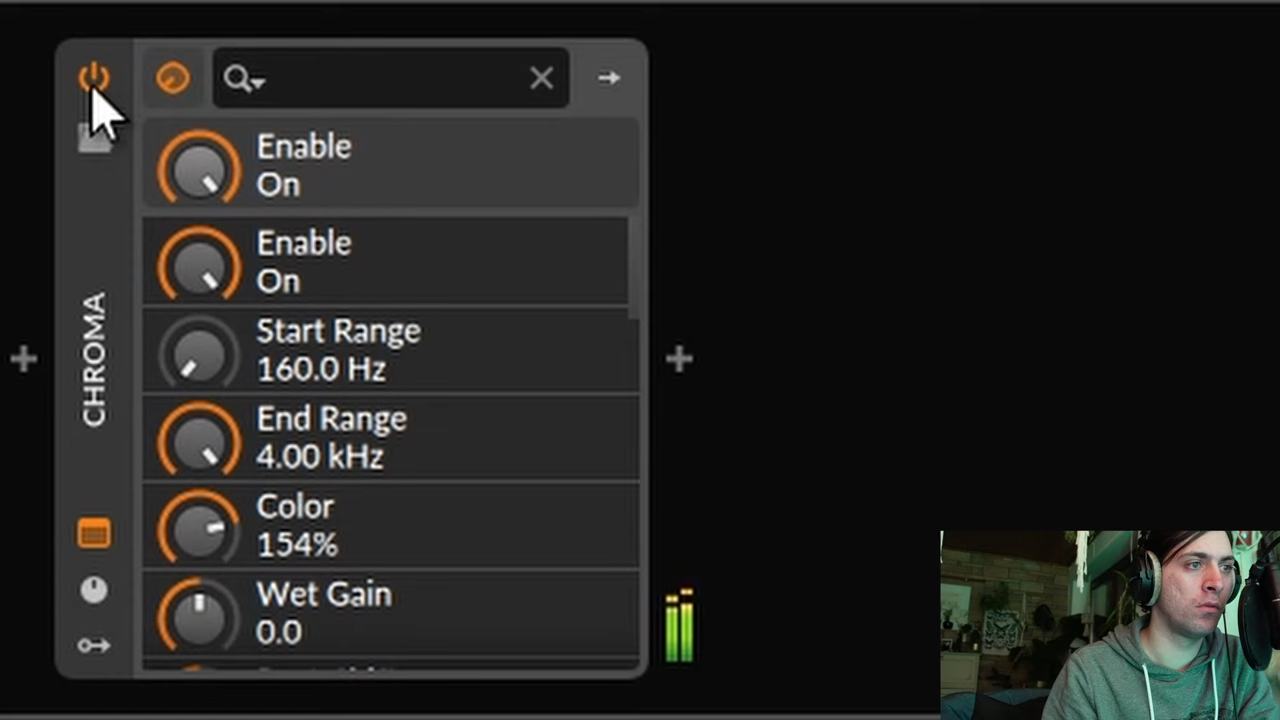 CHROMA
Enable
On
Enable
On
Start Range
160.0 Hz
End Range
4.00 kHz
Color
154%
Wet Gain
0.0